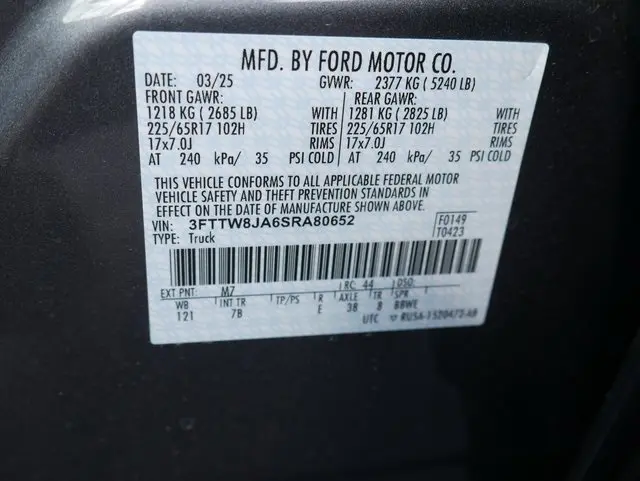 MFD. BY FORD MOTOR CO.
DATE: 03/25 GVWR: 2377 KG ( 5240 LB)
FRONT GAWR: REAR GAWR:
1218 KG ( 2685 LB) WITH 1281 KG ( 2825 LB) WITH
225/65R17 102H TIRES 225/65R17 102H TIRES
17x7.0J RIMS 17x7.0J RIMS
AT 240 kPa/ 35 PSI COLD AT 240 kPa/ 35 PSI COLD
THIS VEHICLE CONFORMS TO ALL APPLICABLE FEDERAL MOTOR
VEHICLE SAFETY AND THEFT PREVENTION STANDARDS IN
EFFECT ON THE DATE OF MANUFACTURE SHOWN ABOVE.
VIN: 3FTTW8JA6SRA80652 F0149
TYPE: Truck T0423
EXT PNT: M7 RC: 44 DSO:
WB INT TR TP/PS R AXLE TR SPR
121 7B E 38 8 BBWE
UTC RU5A-1520472-AB